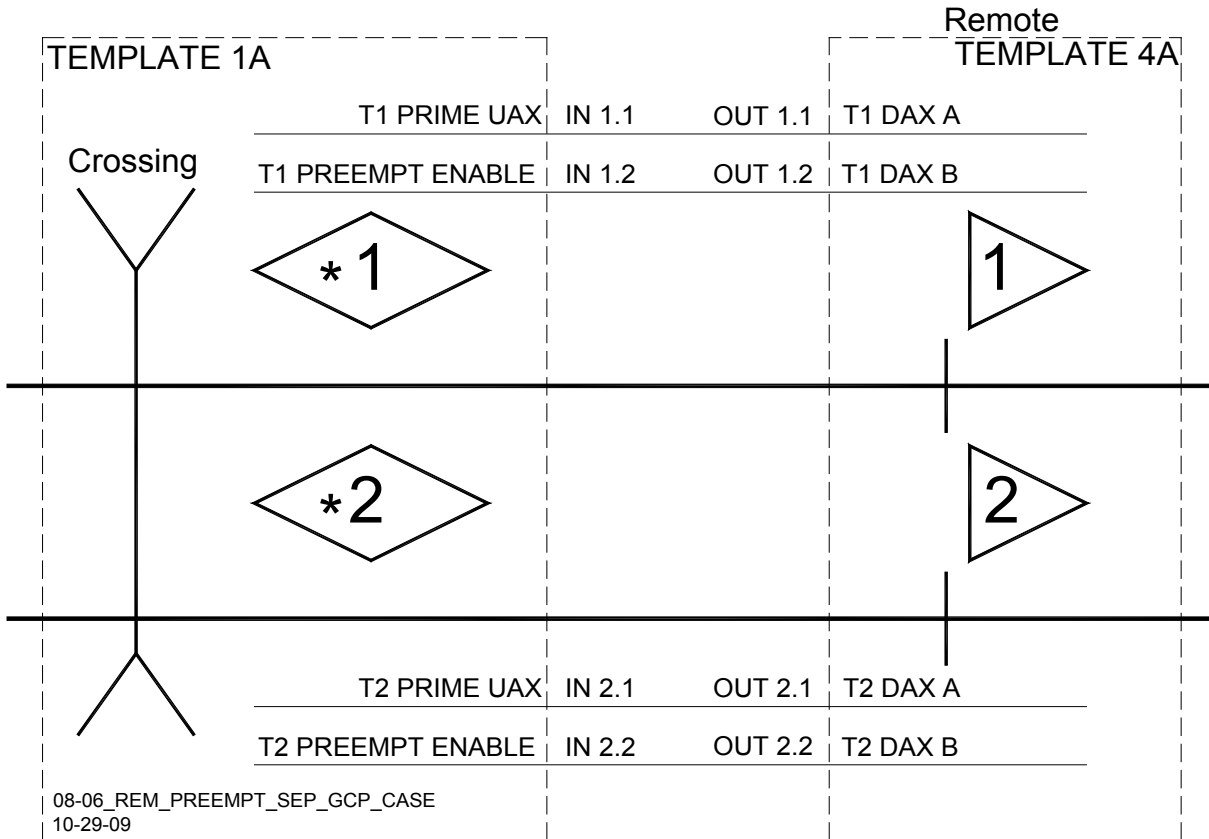 Remote
TEMPLATE 1A
TEMPLATE 4A
T1 PRIME UAX IN 1.1 OUT 1.1 T1 DAX A
Crossing
T1 PREEMPT ENABLE IN 1.2 OUT 1.2 T1 DAX B
*1
1
*2
2
T2 PRIME UAX IN 2.1 OUT 2.1 T2 DAX A
T2 PREEMPT ENABLE IN 2.2 OUT 2.2 T2 DAX B
08-06_REM_PREEMPT_SEP_GCP_CASE
10-29-09